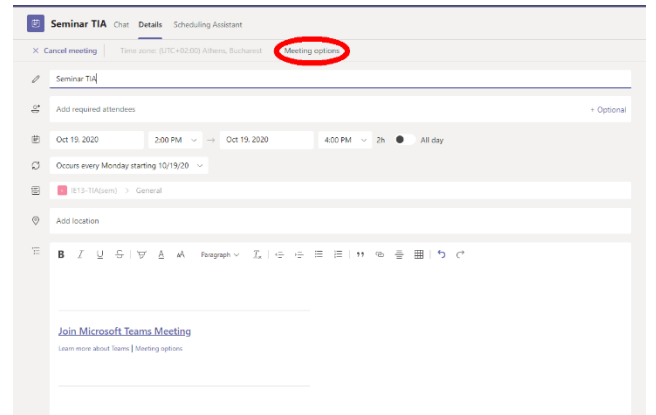 Seminar TIA Chat Details Scheduling Assistant
× Cancel meeting Time zone: (UTC+02:00) Athens, Bucharest Meeting options
Seminar TIA
Add required attendees + Optional
Oct 19, 2020 2:00 PM → Oct 19, 2020 4:00 PM 2h All day
Occurs every Monday starting 10/19/20
IE13-TIA(sem) > General
Add location
B I U S A AA Paragraph
Join Microsoft Teams Meeting
Learn more about Teams | Meeting options